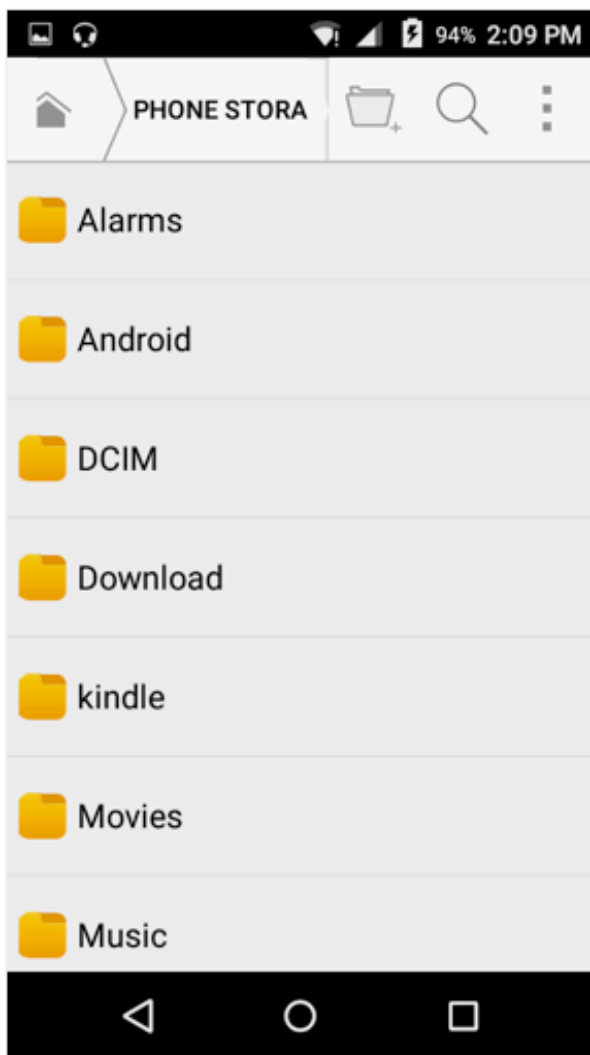 94% 2:09 PM
PHONE STORA
Alarms
Android
DCIM
Download
kindle
Movies
Music